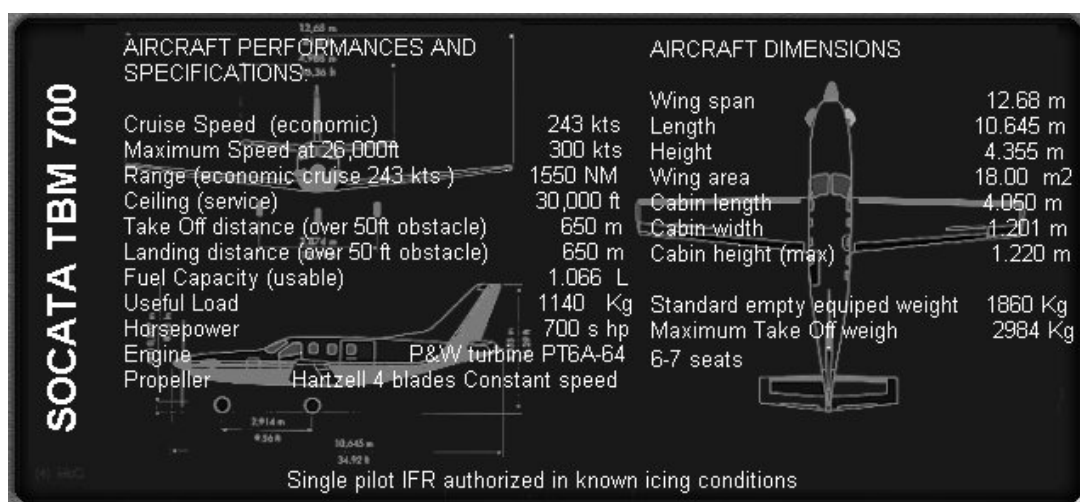 SOCATA TBM 700
AIRCRAFT PERFORMANCES AND
SPECIFICATIONS:
Cruise Speed (economic) 243 kts
Maximum Speed at 26,000ft 300 kts
Range (economic cruise 243 kts ) 1550 NM
Ceiling (service) 30,000 ft
Take Off distance (over 50ft obstacle) 650 m
Landing distance (over 50 ft obstacle) 650 m
Fuel Capacity (usable) 1.066 L
Useful Load 1140 Kg
Horsepower 700 s hp
Engine P&W turbine PT6A-64
Propeller Hartzell 4 blades Constant speed
AIRCRAFT DIMENSIONS
Wing span 12.68 m
Length 10.645 m
Height 4.355 m
Wing area 18.00 m2
Cabin length 4.050 m
Cabin width 1.201 m
Cabin height (max) 1.220 m
Standard empty equiped weight 1860 Kg
Maximum Take Off weigh 2984 Kg
6-7 seats
2,914 m
9.56 ft
10,645 m
34.92 ft
Single pilot IFR authorized in known icing conditions